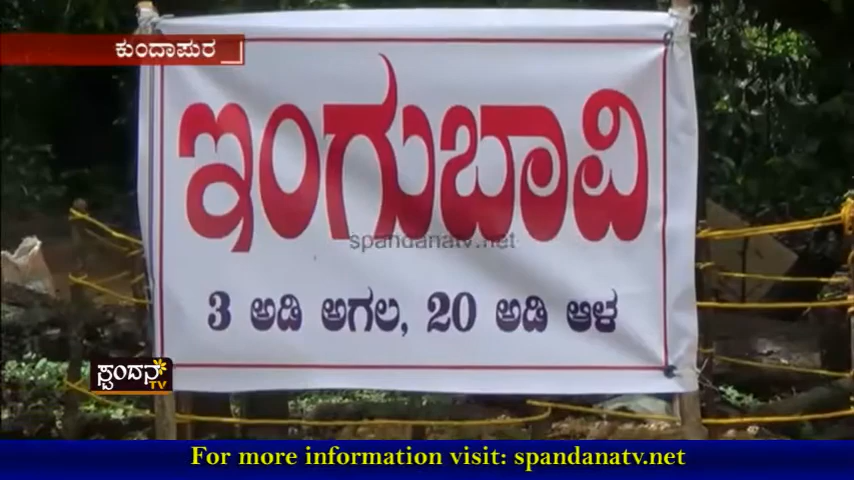 ಕುಂದಾಪುರ
ಇಂಗುಬಾವಿ
spandanatv.net
3 ಅಡಿ ಅಗಲ, 20 ಅಡಿ ಆಳ
ಸ್ಪಂದನ
TV
For more information visit: spandanatv.net